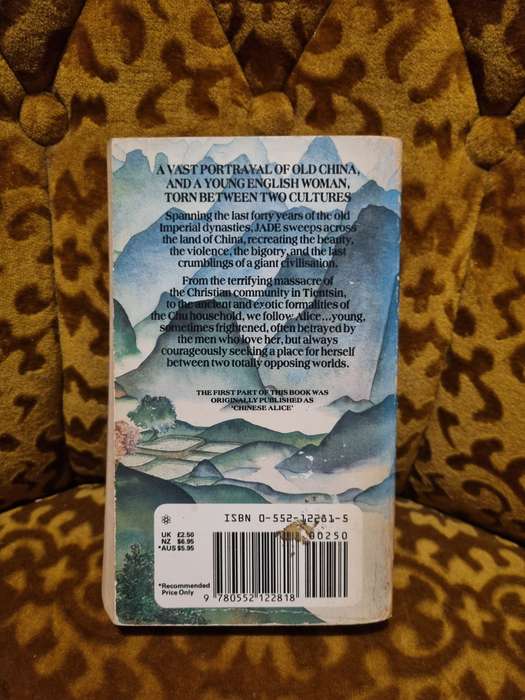 A VAST PORTRAYAL OF OLD CHINA,
AND A YOUNG ENGLISH WOMAN,
TORN BETWEEN TWO CULTURES
Spanning the last forty years of the old
Imperial dynasties, JADE sweeps across
the land of China, recreating the beauty,
the violence, the bigotry, and the last
crumblings of a giant civilisation.
From the terrifying massacre of
the Christian community in Tientsin,
to the ancient and exotic formalities of
the Chu household, we follow Alice...young,
sometimes frightened, often betrayed by
the men who love her, but always
courageously seeking a place for herself
between two totally opposing worlds.
THE FIRST PART OF THIS BOOK WAS
ORIGINALLY PUBLISHED AS
'CHINESE ALICE'
ISBN 0-552-12281-5
UK £2.50
NZ $6.95
*AUS $5.95
00250
*Recommended
Price Only
9 780552 122818